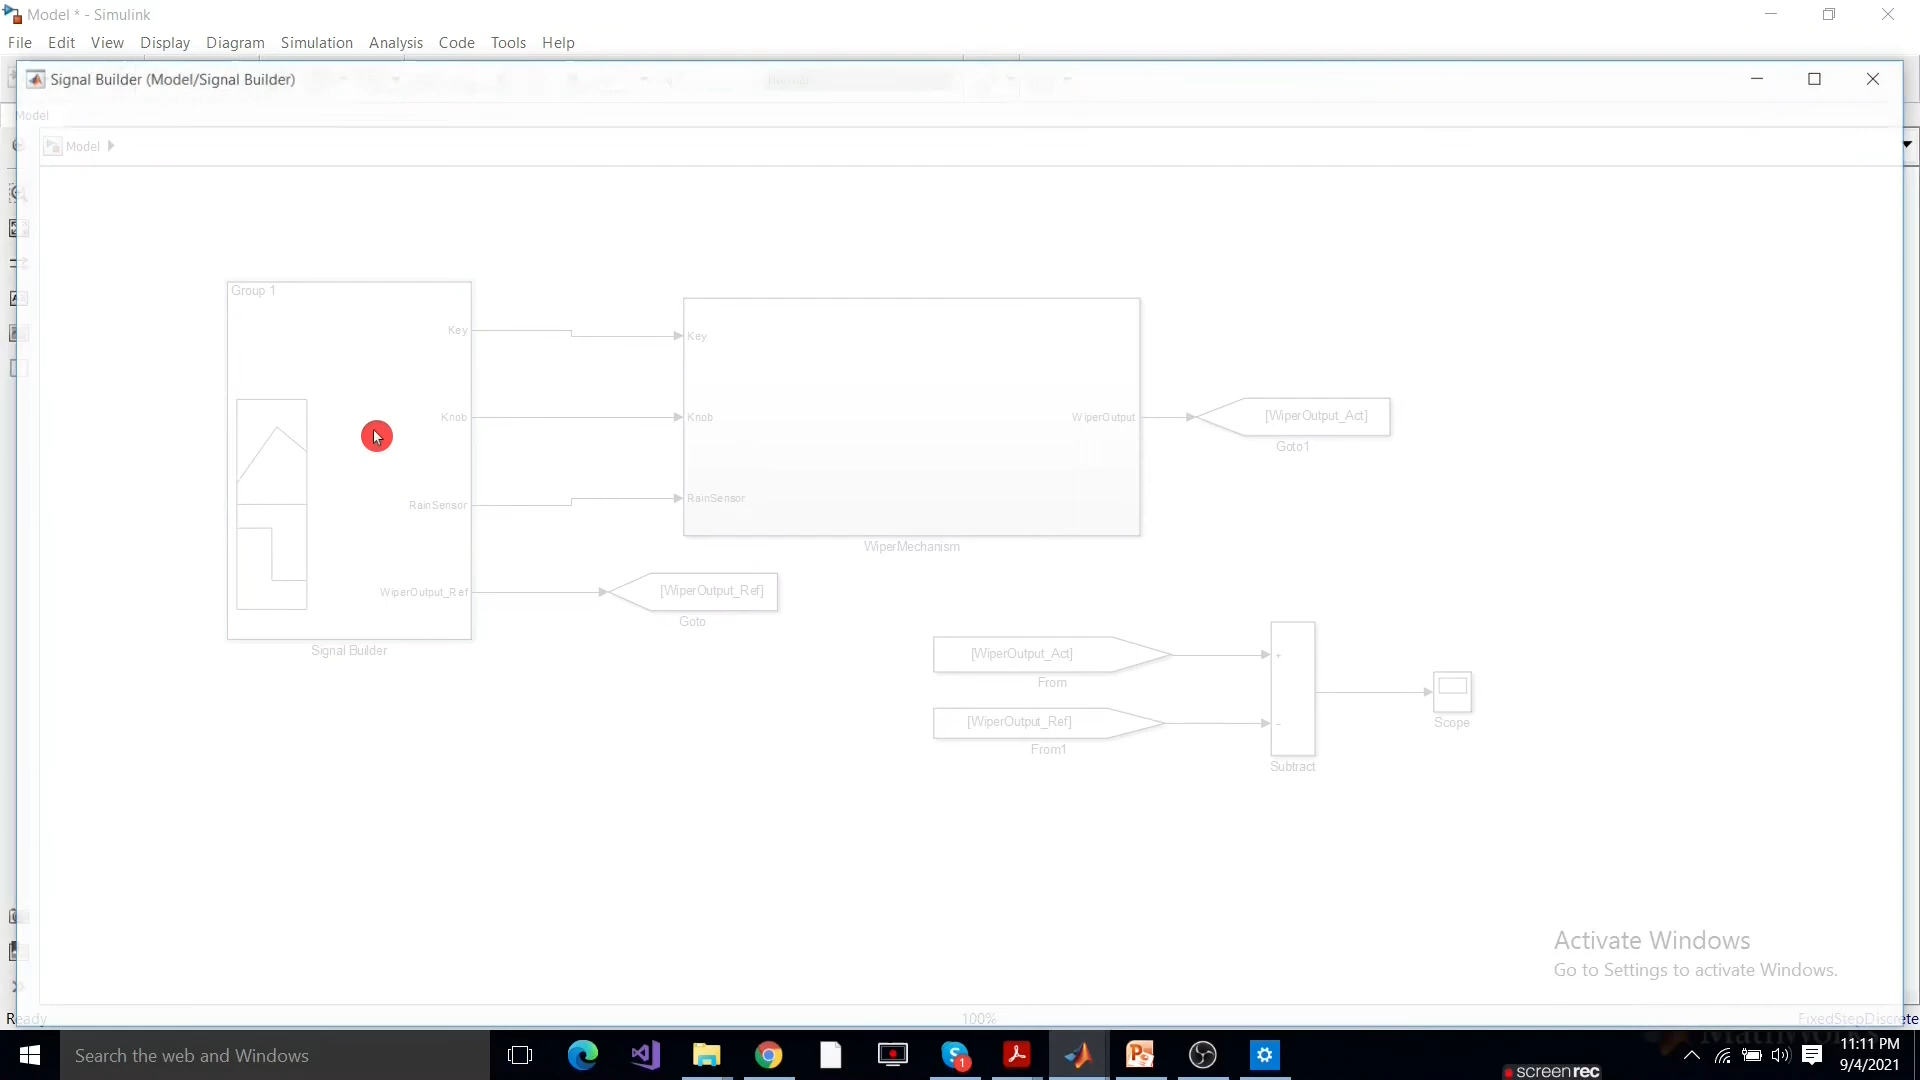 Model * - Simulink
File Edit View Display Diagram Simulation Analysis Code Tools Help
Signal Builder (Model/Signal Builder)
Model
Model
Group 1
Key
Key
Knob
Knob
WiperOutput
[WiperOutput_Act]
Goto1
RainSensor
RainSensor
WiperMechanism
WiperOutput_Ref
[WiperOutput_Ref]
Goto
Signal Builder
[WiperOutput_Act]
+
From
[WiperOutput_Ref]
-
From1
Scope
Subtract
Activate Windows
Go to Settings to activate Windows.
Ready
100%
FixedStepDiscrete
Search the web and Windows
1
11:11 PM
9/4/2021
screenrec